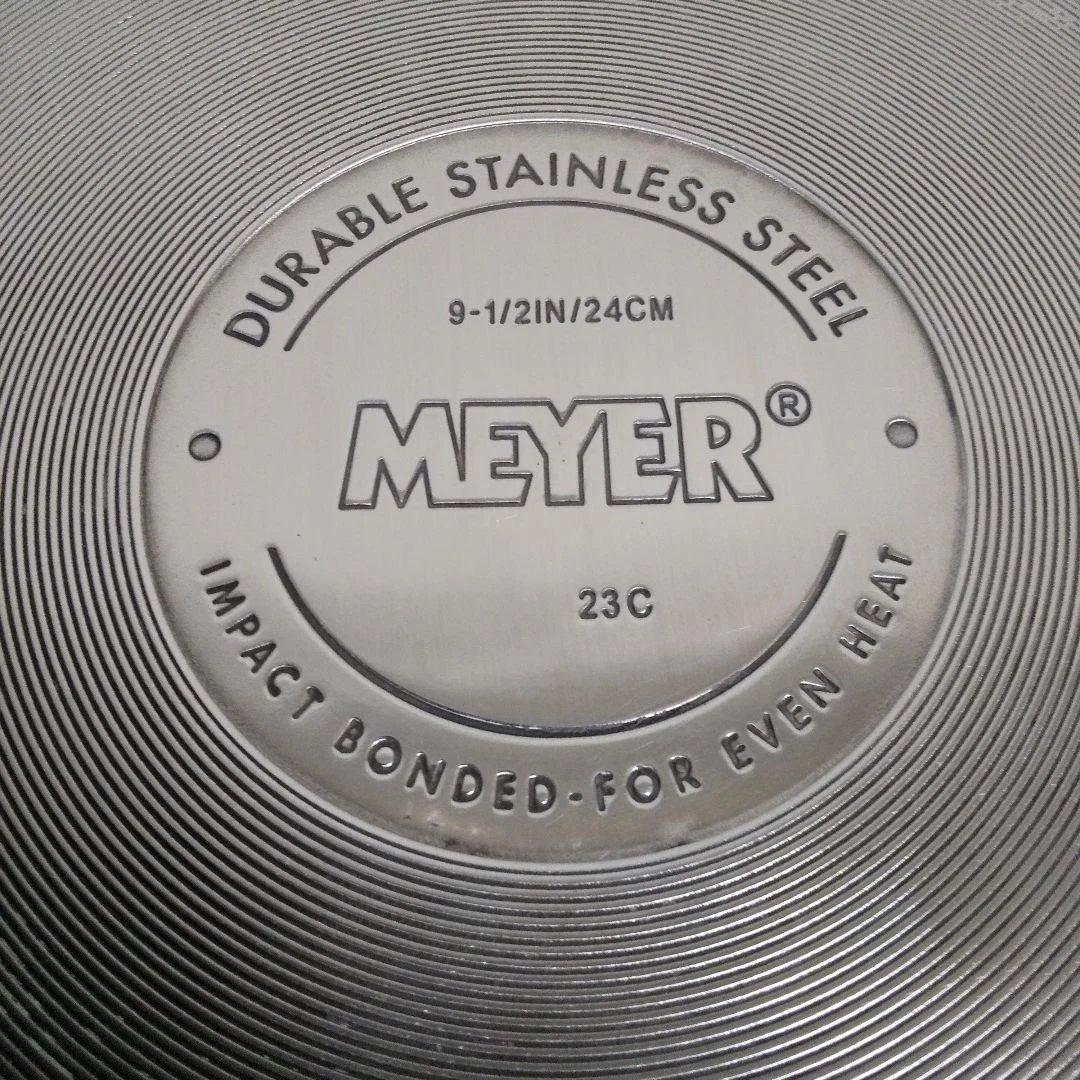 DURABLE STAINLESS STEEL
9-1/2IN/24CM
MEYER®
23C
IMPACT BONDED-FOR EVEN HEAT